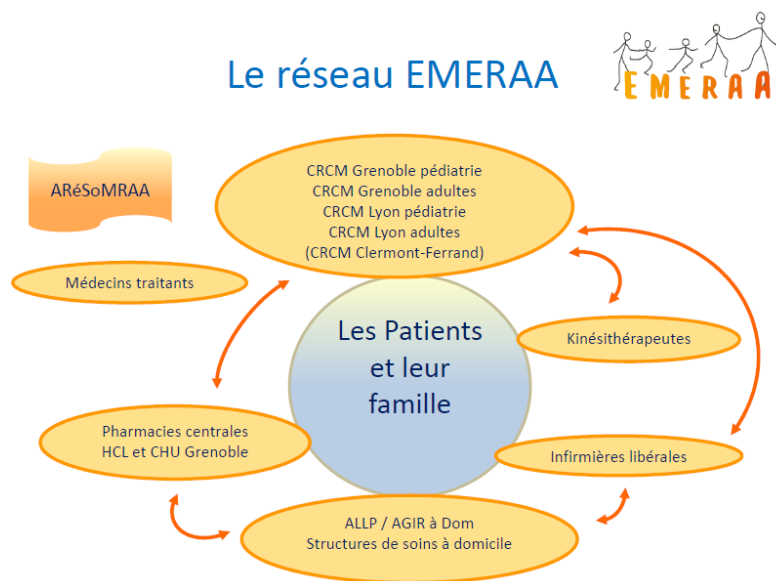 Le réseau EMERAA
EMERAA
ARéSoMRAA
CRCM Grenoble pédiatrie
CRCM Grenoble adultes
CRCM Lyon pédiatrie
CRCM Lyon adultes
(CRCM Clermont-Ferrand)
Médecins traitants
Les Patients
et leur
famille
Kinésithérapeutes
Pharmacies centrales
HCL et CHU Grenoble
Infirmières libérales
ALLP / AGIR à Dom
Structures de soins à domicile